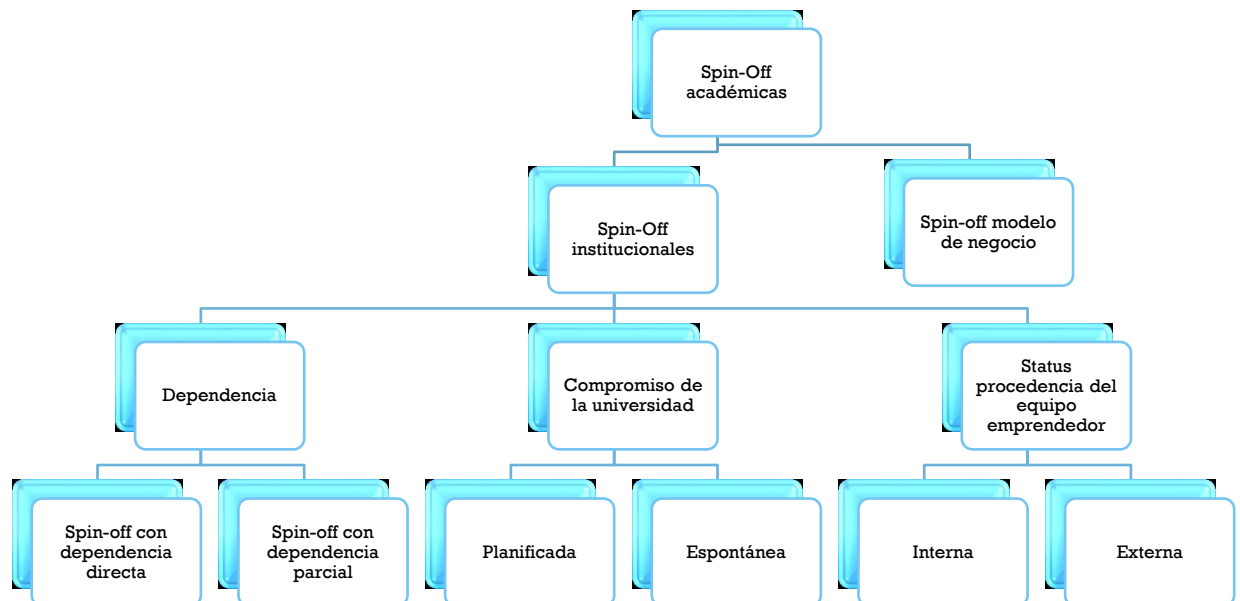 Spin-Off
académicas
Spin-Off
institucionales
Spin-off modelo
de negocio
Dependencia
Compromiso de
la universidad
Status
procedencia del
equipo
emprendedor
Spin-off con
dependencia
directa
Spin-off con
dependencia
parcial
Planificada
Espontánea
Interna
Externa